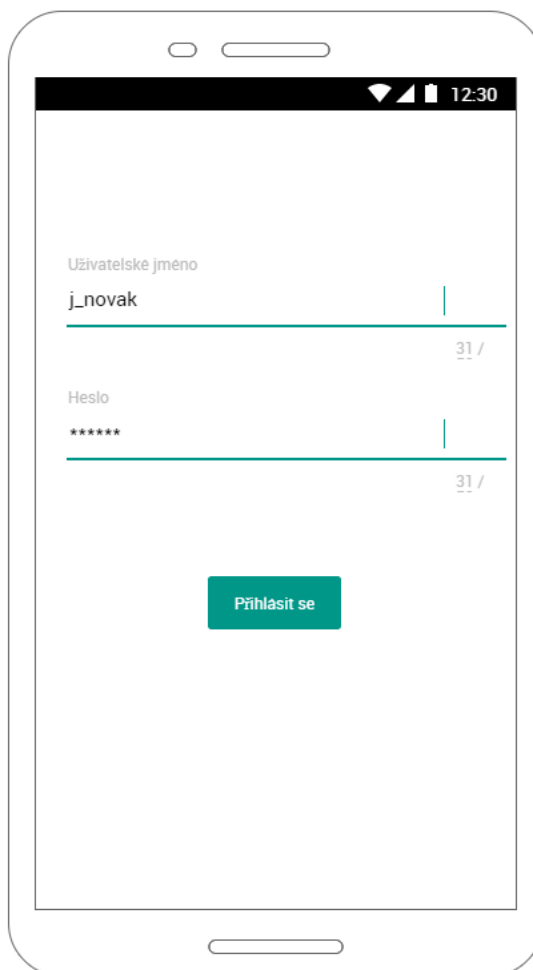 12:30
Uživatelské jméno
j_novak
31 /
Heslo
******
31 /
Přihlásit se